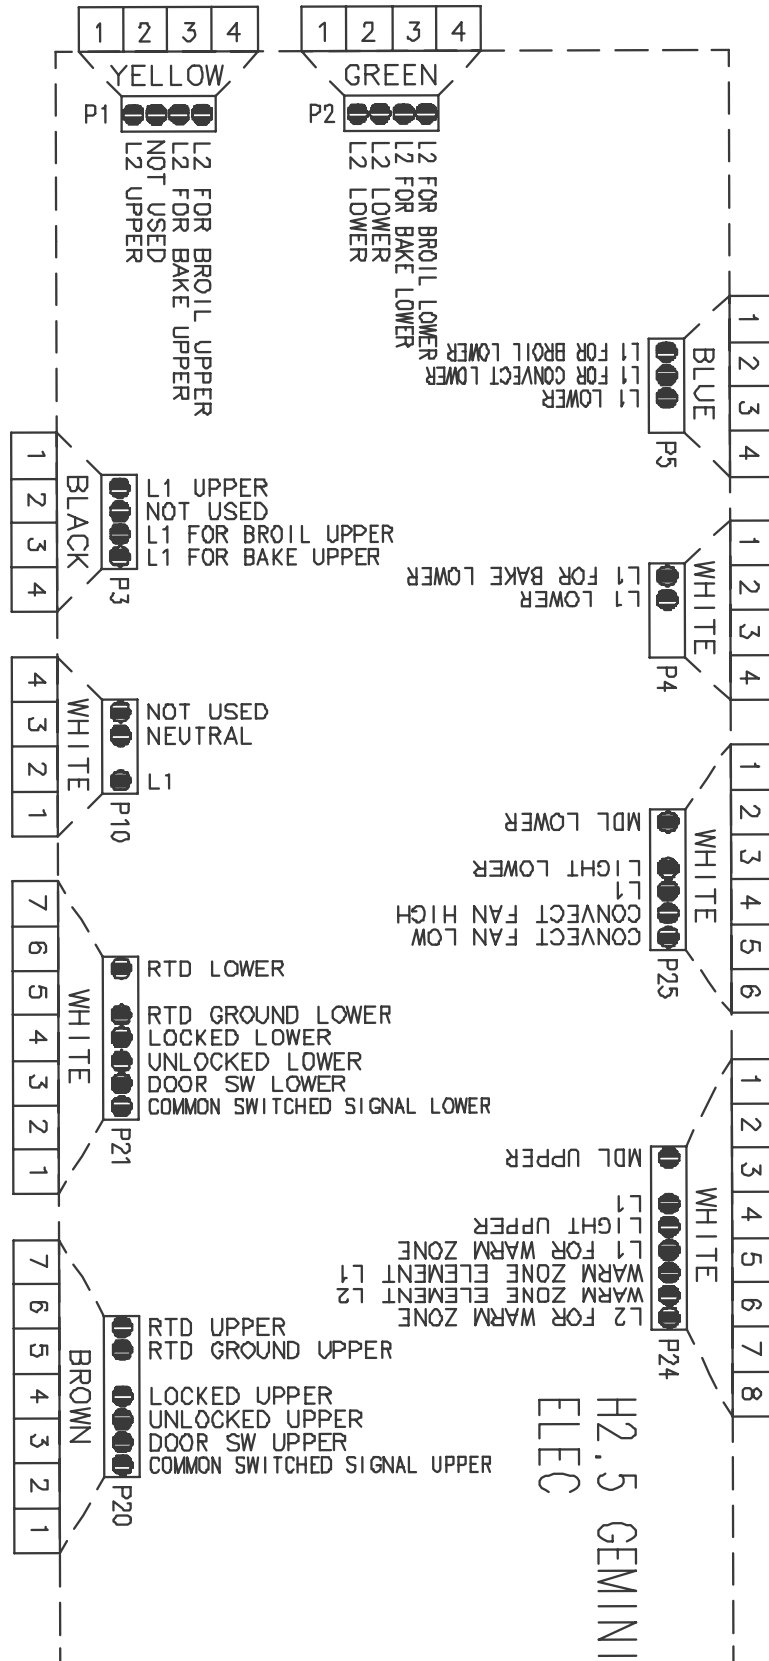 1 2 3 4
YELLOW
P1
L2 UPPER
NOT USED
L2 FOR BAKE UPPER
L2 FOR BROIL UPPER
1 2 3 4
GREEN
P2
L2 LOWER
L2 LOWER
L2 FOR BAKE LOWER
L2 FOR BROIL LOWER
1
2
3
4
BLUE
P5
L1 FOR BROIL LOWER
L1 FOR CONVECT LOWER
L1 LOWER
1
2
3
4
BLACK
P3
L1 UPPER
NOT USED
L1 FOR BROIL UPPER
L1 FOR BAKE UPPER
1
2
3
4
WHITE
P4
L1 FOR BAKE LOWER
L1 LOWER
4
3
2
1
WHITE
P10
NOT USED
NEUTRAL
L1
1
2
3
4
5
6
WHITE
P25
MDL LOWER
LIGHT LOWER
L1
CONVECT FAN HIGH
CONVECT FAN LOW
7
6
5
4
3
2
1
WHITE
P21
RTD LOWER
RTD GROUND LOWER
LOCKED LOWER
UNLOCKED LOWER
DOOR SW LOWER
COMMON SWITCHED SIGNAL LOWER
1
2
3
4
5
6
7
8
WHITE
P24
MDL UPPER
L1
LIGHT UPPER
L1 FOR WARM ZONE
WARM ZONE ELEMENT L1
WARM ZONE ELEMENT L2
L2 FOR WARM ZONE
7
6
5
4
3
2
1
BROWN
P20
RTD UPPER
RTD GROUND UPPER
LOCKED UPPER
UNLOCKED UPPER
DOOR SW UPPER
COMMON SWITCHED SIGNAL UPPER
H2.5 GEMINI
ELEC